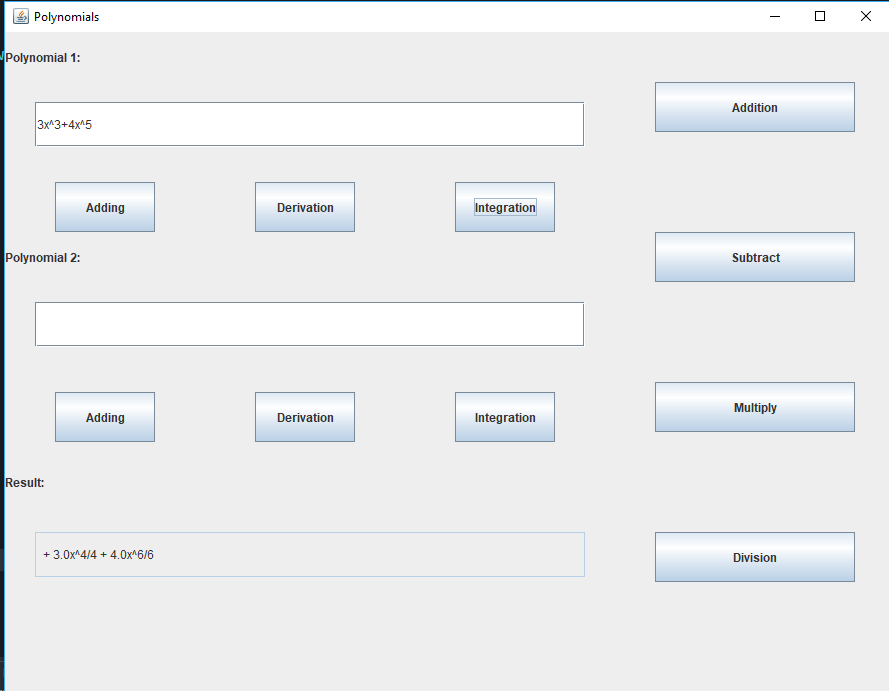 Polynomials
Polynomial 1:
Addition
3x^3+4x^5
Adding Derivation Integration
Polynomial 2:
Subtract
Adding Derivation Integration
Multiply
Result:
+ 3.0x^4/4 + 4.0x^6/6
Division